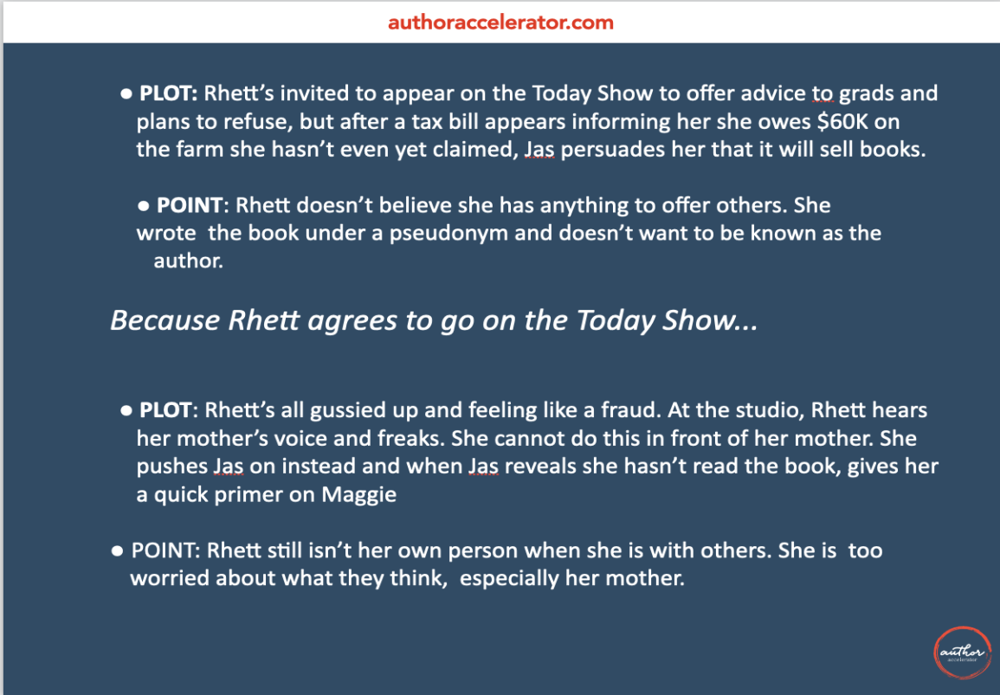 authoraccelerator.com
● PLOT: Rhett’s invited to appear on the Today Show to offer advice to grads and
plans to refuse, but after a tax bill appears informing her she owes $60K on
the farm she hasn’t even yet claimed, Jas persuades her that it will sell books.
● POINT: Rhett doesn’t believe she has anything to offer others. She
wrote  the book under a pseudonym and doesn’t want to be known as the
author.
Because Rhett agrees to go on the Today Show...
● PLOT: Rhett’s all gussied up and feeling like a fraud. At the studio, Rhett hears
her mother’s voice and freaks. She cannot do this in front of her mother. She
pushes Jas on instead and when Jas reveals she hasn’t read the book, gives her
a quick primer on Maggie
● POINT: Rhett still isn’t her own person when she is with others. She is  too
worried about what they think,  especially her mother.
author
accelerator